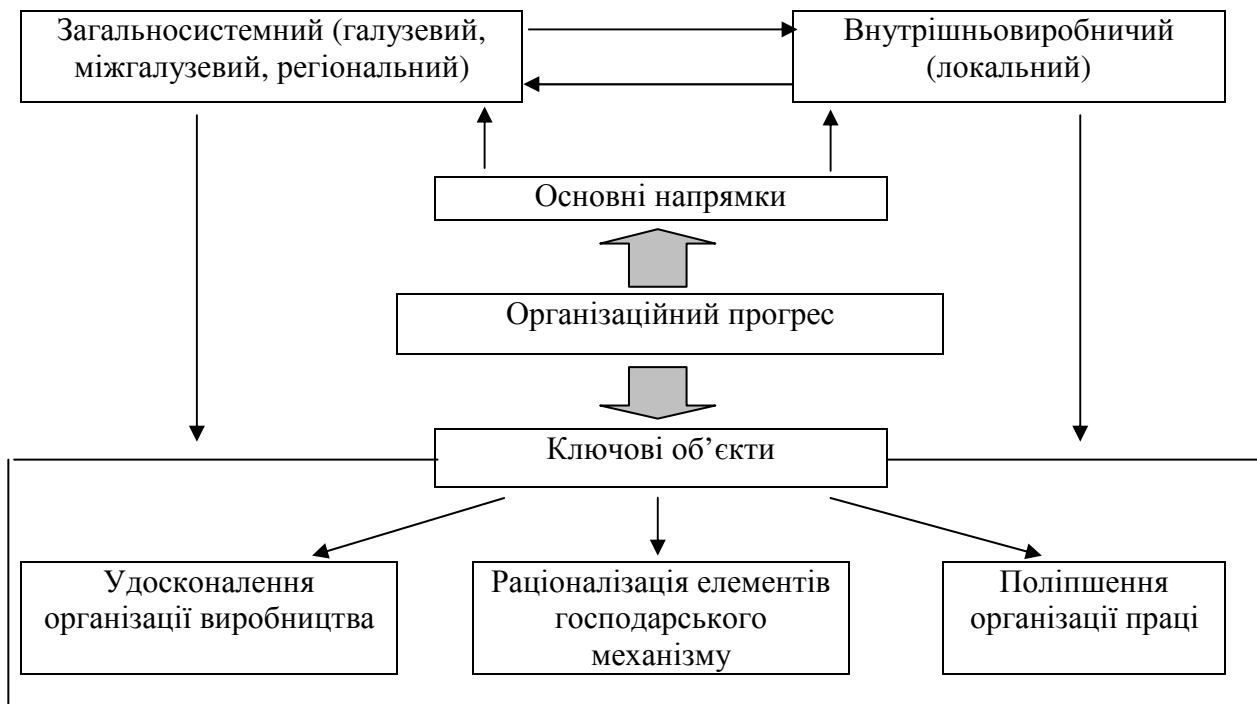 Загальносистемний (галузевий,
міжгалузевий, регіональний)
Внутрішньовиробничий
(локальний)
Основні напрямки
Організаційний прогрес
Ключові об’єкти
Удосконалення
організації виробництва
Раціоналізація елементів
господарського
механізму
Поліпшення
організації праці